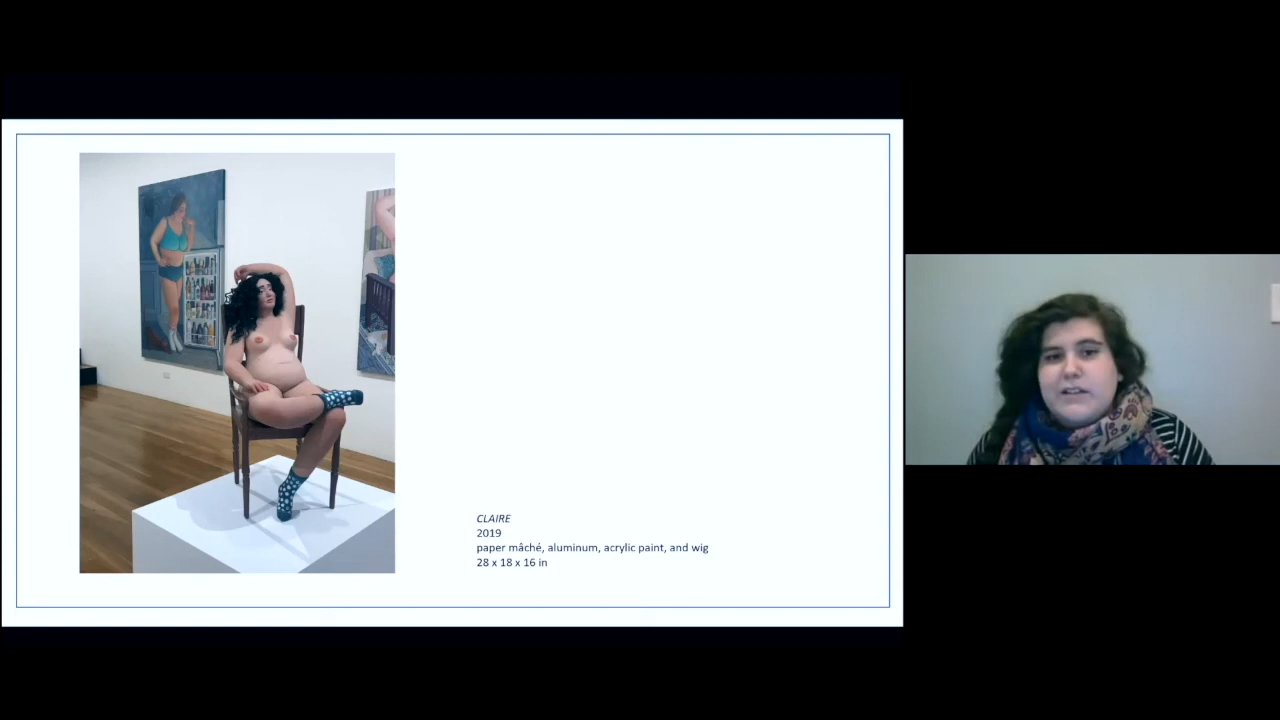 CLAIRE
2019
paper mâché, aluminum, acrylic paint, and wig
28 x 18 x 16 in